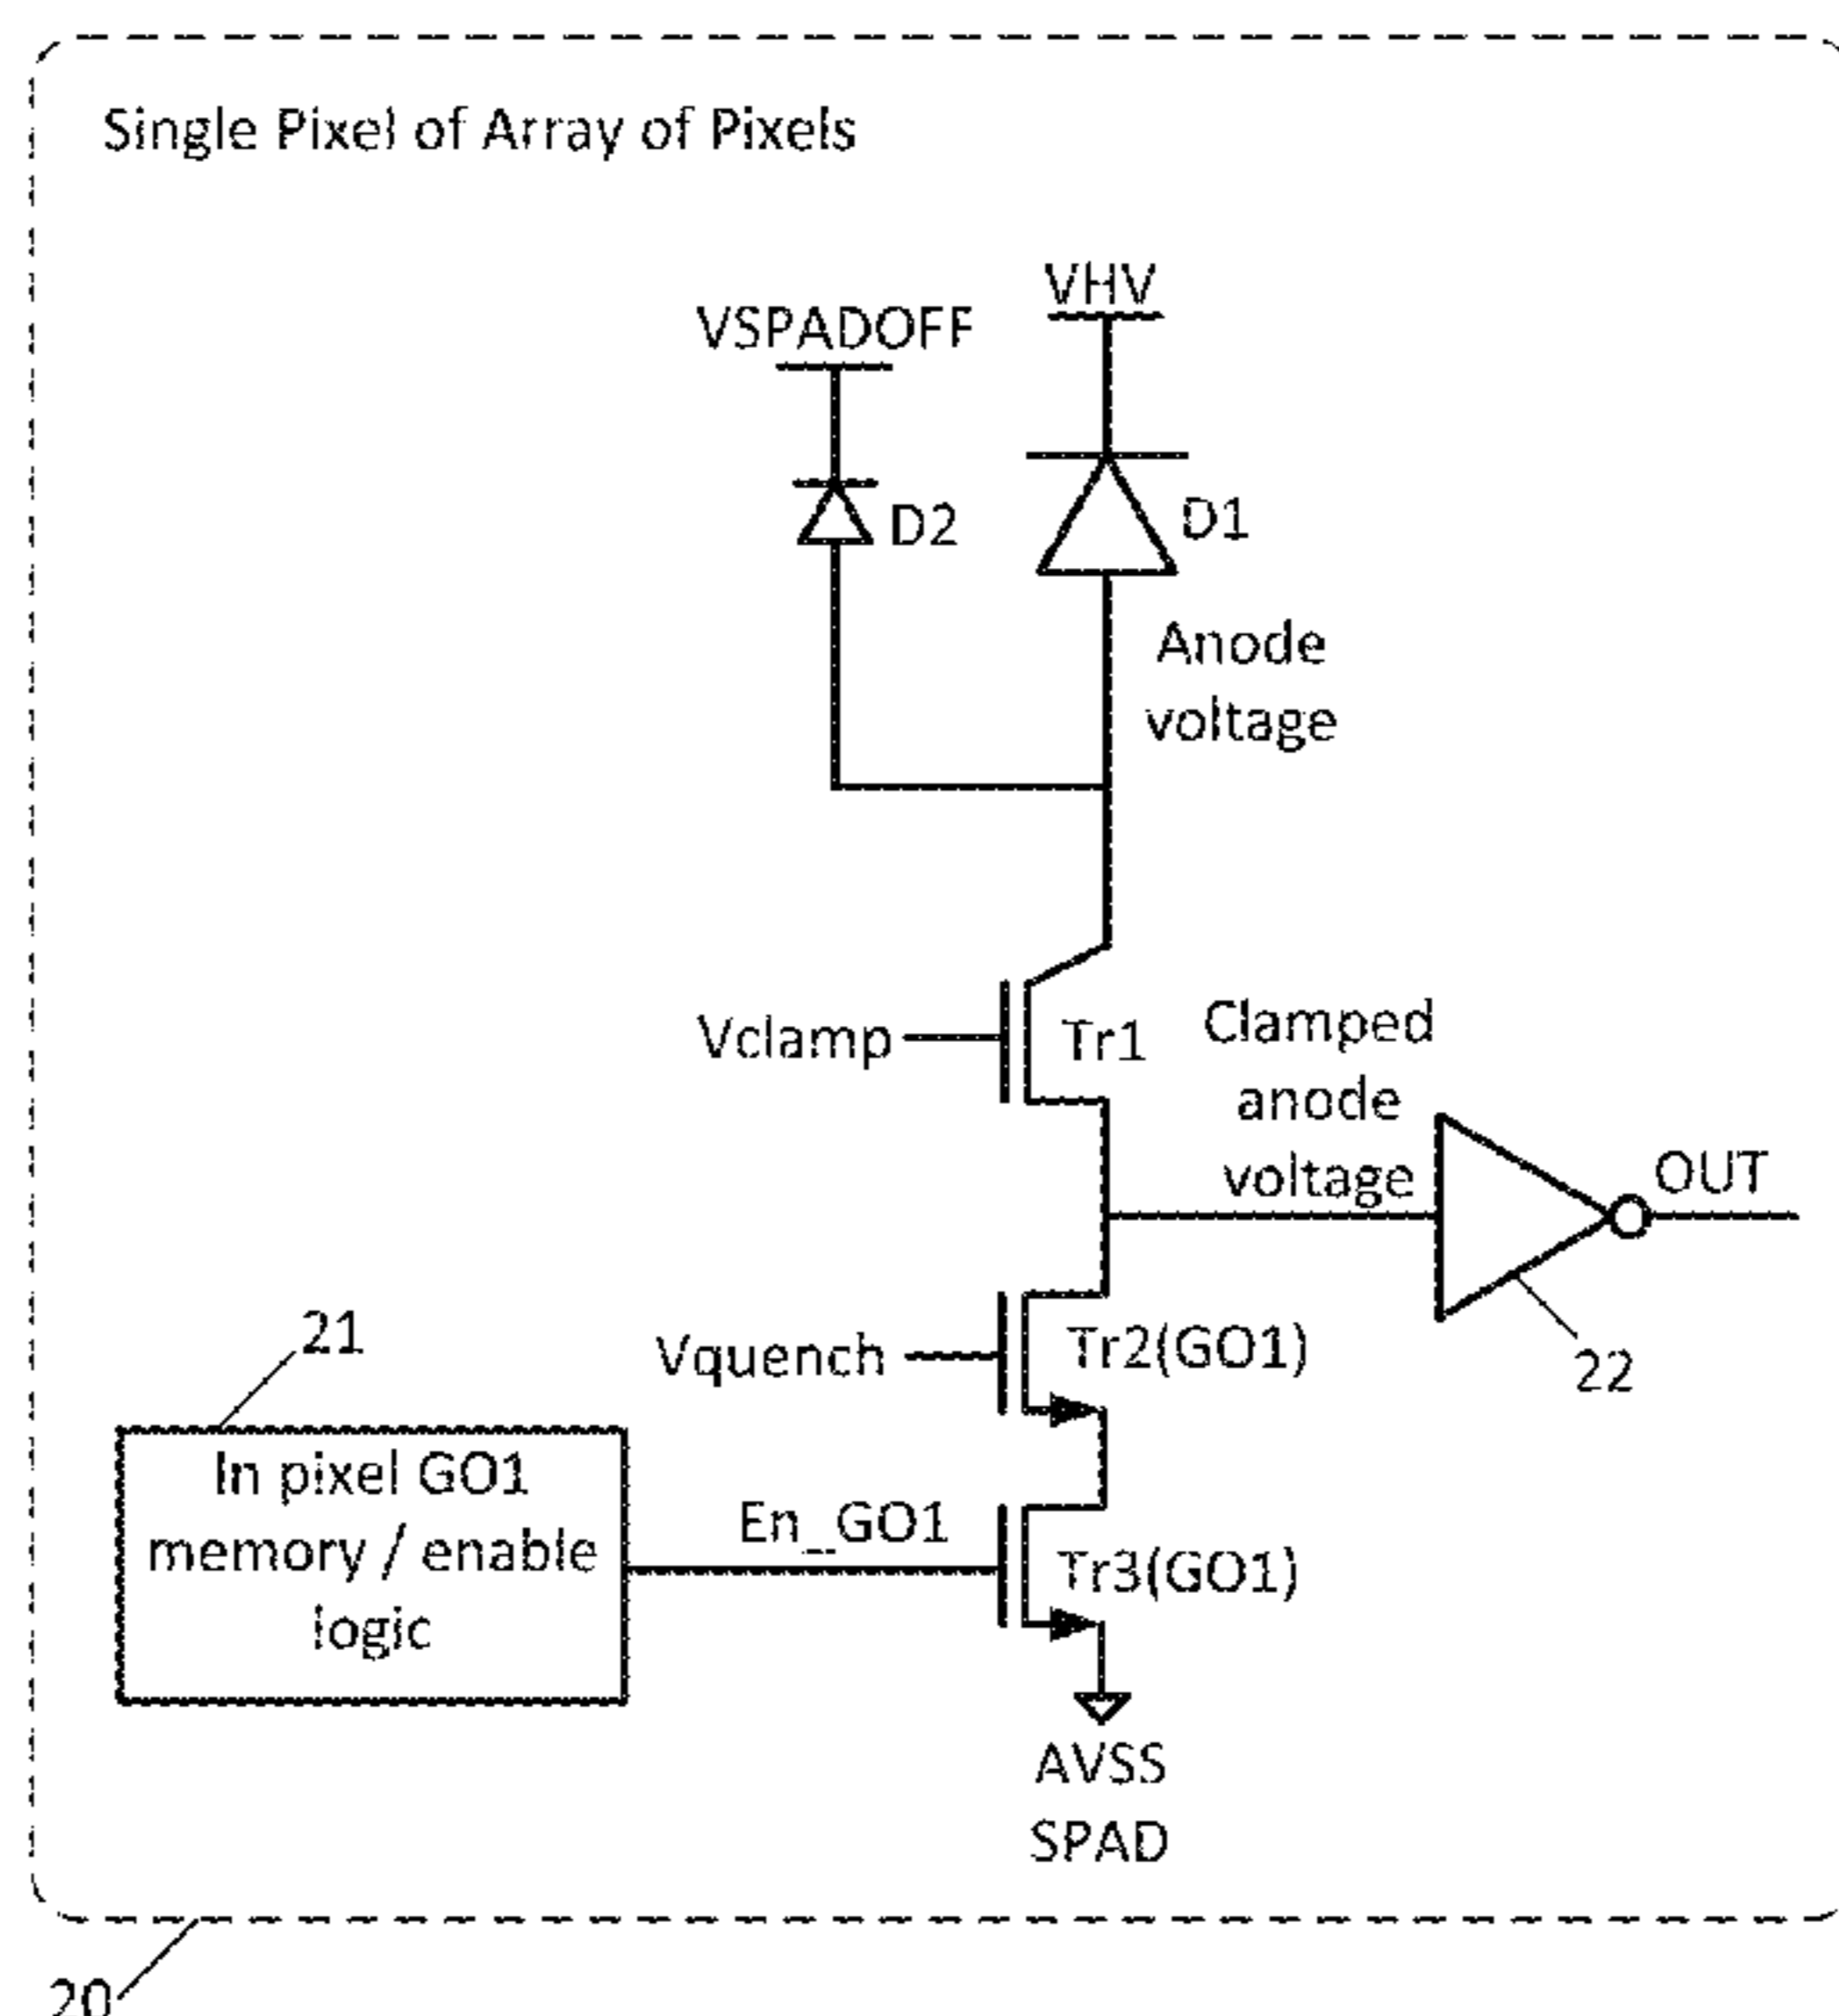 Single Pixel of Array of Pixels
VHV
VSPADOFF
D2
D1
Anode
voltage
Vclamp
Tr1
Clamped
anode
voltage
OUT
22
Vquench
Tr2(GO1)
21
In pixel GO1
memory / enable
logic
En_GO1
Tr3(GO1)
AVSS
SPAD
20